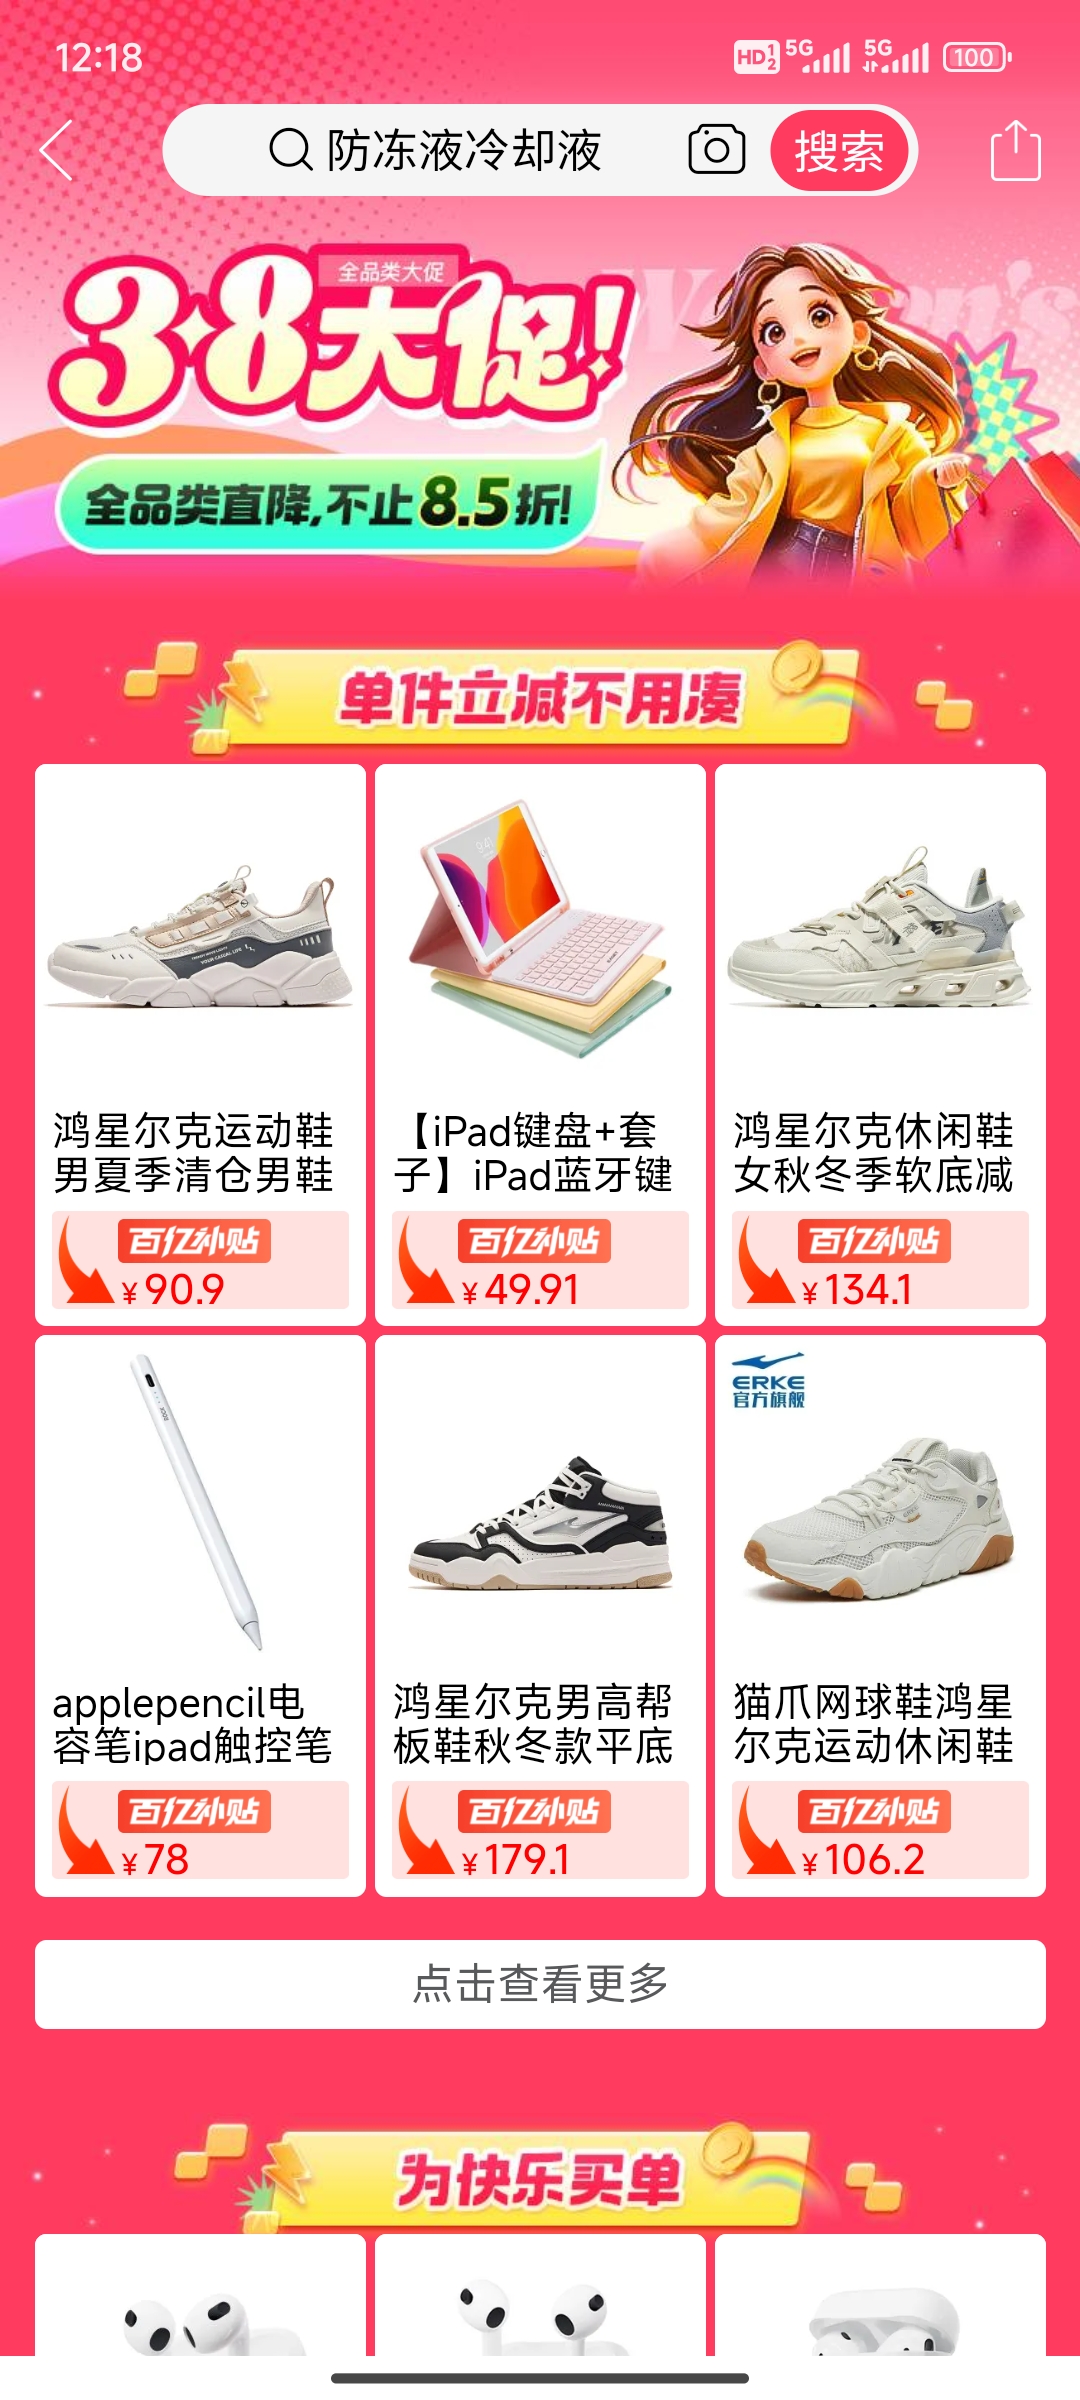 12:18
HD 1 2 5G 5G 100
防冻液冷却液
搜索
全品类大促
3·8大促!
全品类直降,不止8.5折!
单件立减不用凑
鸿星尔克运动鞋
男夏季清仓男鞋
百亿补贴
¥90.9
【iPad键盘+套
子】iPad蓝牙键
百亿补贴
¥49.91
鸿星尔克休闲鞋
女秋冬季软底减
百亿补贴
¥134.1
applepencil电
容笔ipad触控笔
百亿补贴
¥78
鸿星尔克男高帮
板鞋秋冬款平底
百亿补贴
¥179.1
ERKE
官方旗舰
猫爪网球鞋鸿星
尔克运动休闲鞋
百亿补贴
¥106.2
点击查看更多
为快乐买单